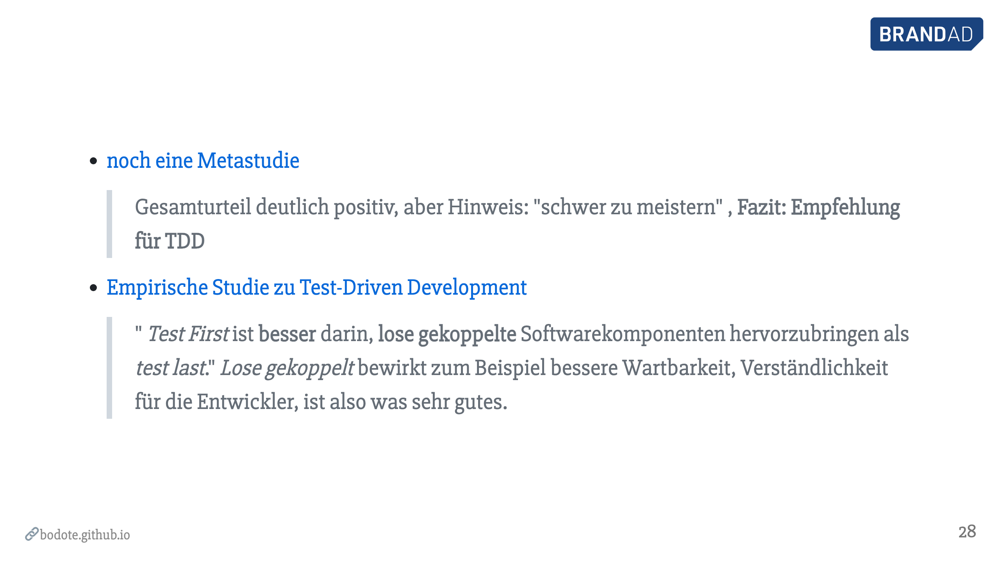 BRANDAD
• noch eine Metastudie
Gesamturteil deutlich positiv, aber Hinweis: "schwer zu meistern" , Fazit: Empfehlung
für TDD
• Empirische Studie zu Test-Driven Development
" Test First ist besser darin, lose gekoppelte Softwarekomponenten hervorzubringen als
test last." Lose gekoppelt bewirkt zum Beispiel bessere Wartbarkeit, Verständlichkeit
für die Entwickler, ist also was sehr gutes.
bodote.github.io
28